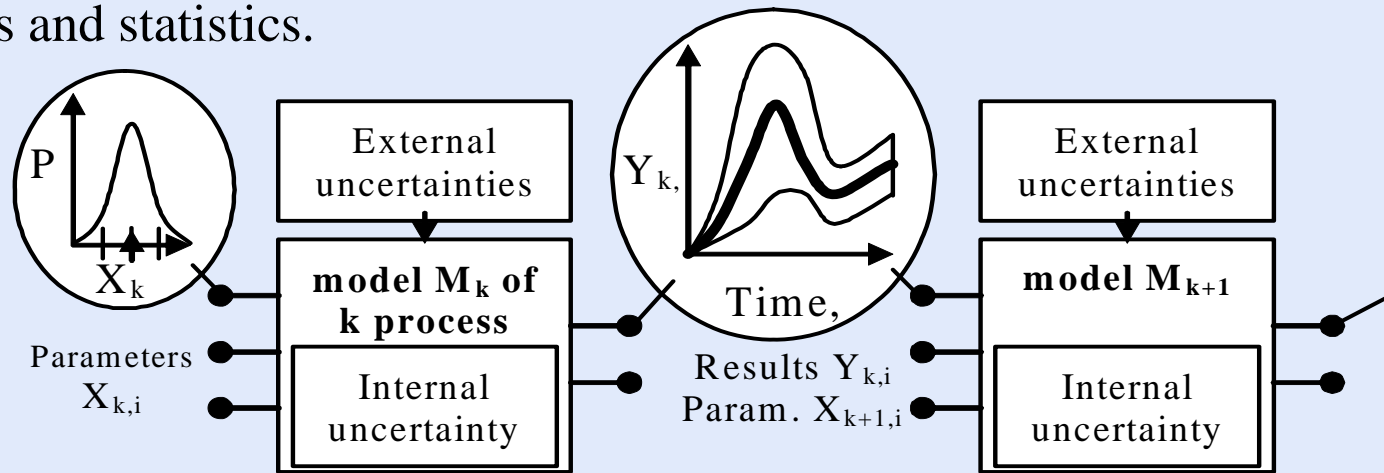 s and statistics.
P
X_k
External
uncertainties
model M_k of
k process
Internal
uncertainty
Parameters
X_k,i
Y_k,
Time,
Results Y_k,i
Param. X_k+1,i
External
uncertainties
model M_k+1
Internal
uncertainty